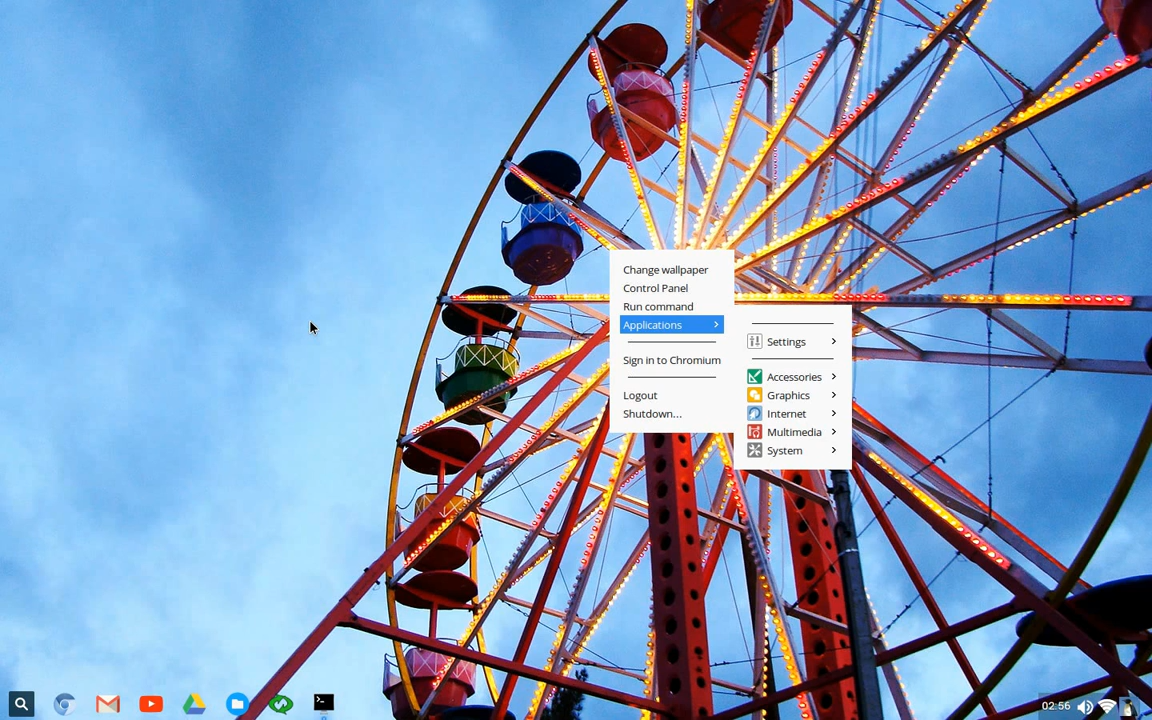 Change wallpaper
Control Panel
Run command
Applications
Sign in to Chromium
Logout
Shutdown...
Settings
Accessories
Graphics
Internet
Multimedia
System
02:56